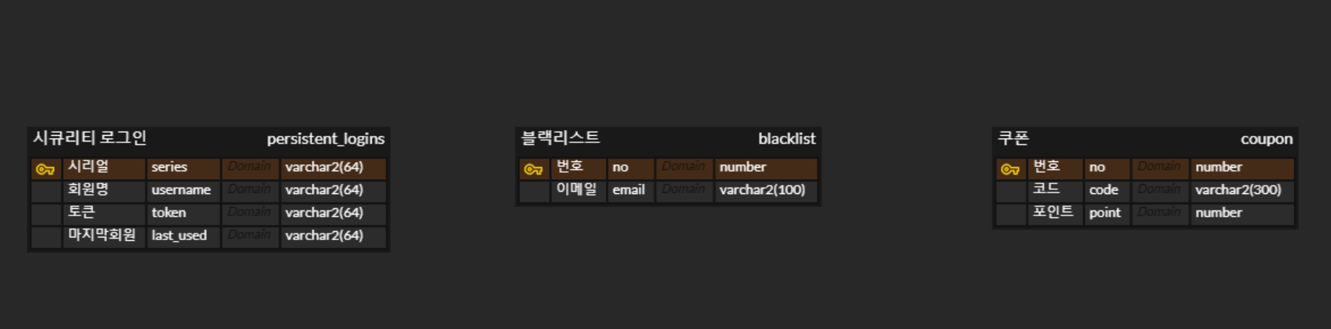 시큐리티 로그인 persistent_logins
시리얼 series Domain varchar2(64)
회원명 username Domain varchar2(64)
토큰 token Domain varchar2(64)
마지막회원 last_used Domain varchar2(64)
블랙리스트 blacklist
번호 no Domain number
이메일 email Domain varchar2(100)
쿠폰 coupon
번호 no Domain number
코드 code Domain varchar2(300)
포인트 point Domain number